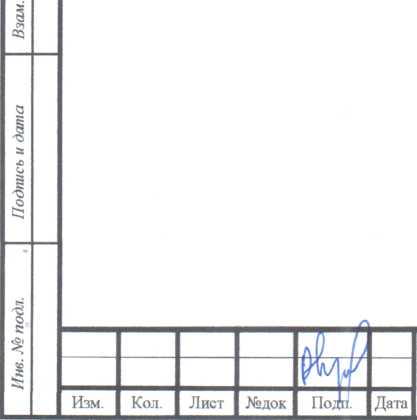 Взам.
Подпись и дата
Инв. № подл.
Изм. Кол. Лист №док Подп. Дата